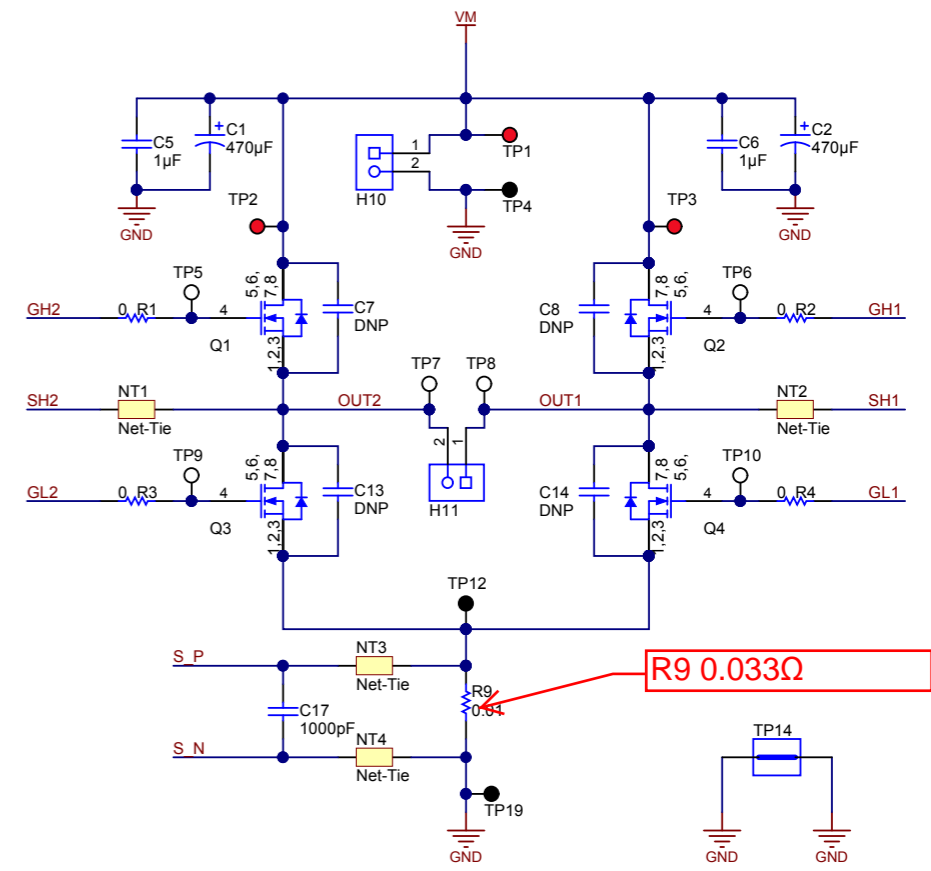 VM
C5
1µF
+
C1
470µF
1
2
H10
TP1
TP4
C6
1µF
+
C2
470µF
GND
GND
GND
TP2
TP3
TP5
5,6,
7,8
C7
DNP
C8
DNP
7,8
5,6,
TP6
GH2
0
R1
4
Q1
1,2,3
1,2,3
4
Q2
0
R2
GH1
TP7
TP8
SH2
NT1
Net-Tie
OUT2
OUT1
NT2
Net-Tie
SH1
2
1
H11
TP9
5,6,
7,8
C13
DNP
C14
DNP
7,8
5,6,
TP10
GL2
0
R3
4
Q3
1,2,3
1,2,3
4
Q4
0
R4
GL1
TP12
S_P
NT3
Net-Tie
R9
0.01
R9 0.033Ω
C17
1000pF
S_N
NT4
Net-Tie
TP14
TP19
GND
GND
GND